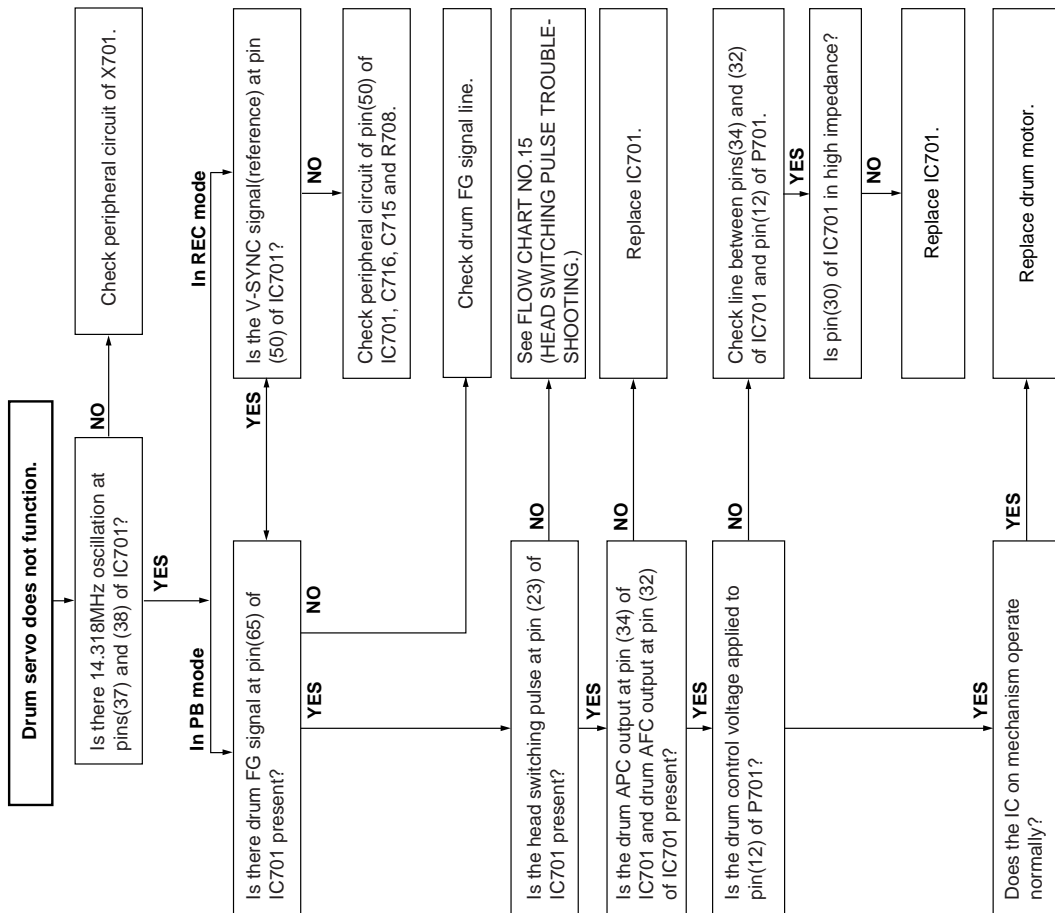 Drum servo does not function.
Is there 14.318MHz oscillation at
pins(37) and (38) of IC701?
NO
Check peripheral circuit of X701.
YES
In PB mode
In REC mode
Is there drum FG signal at pin(65) of
IC701 present?
YES
Is the V-SYNC signal(reference) at pin
(50) of IC701?
NO
Check peripheral circuit of pin(50) of
IC701, C716, C715 and R708.
NO
Check drum FG signal line.
YES
Is the head switching pulse at pin (23) of
IC701 present?
NO
See FLOW CHART NO.15
(HEAD SWITCHING PULSE TROUBLE-
SHOOTING.)
YES
Is the drum APC output at pin (34) of
IC701 and drum AFC output at pin (32)
of IC701 present?
NO
Replace IC701.
YES
Is the drum control voltage applied to
pin(12) of P701?
NO
Check line between pins(34) and (32)
of IC701 and pin(12) of P701.
YES
Is pin(30) of IC701 in high impedance?
NO
Replace IC701.
YES
Does the IC on mechanism operate
normally?
YES
Replace drum motor.